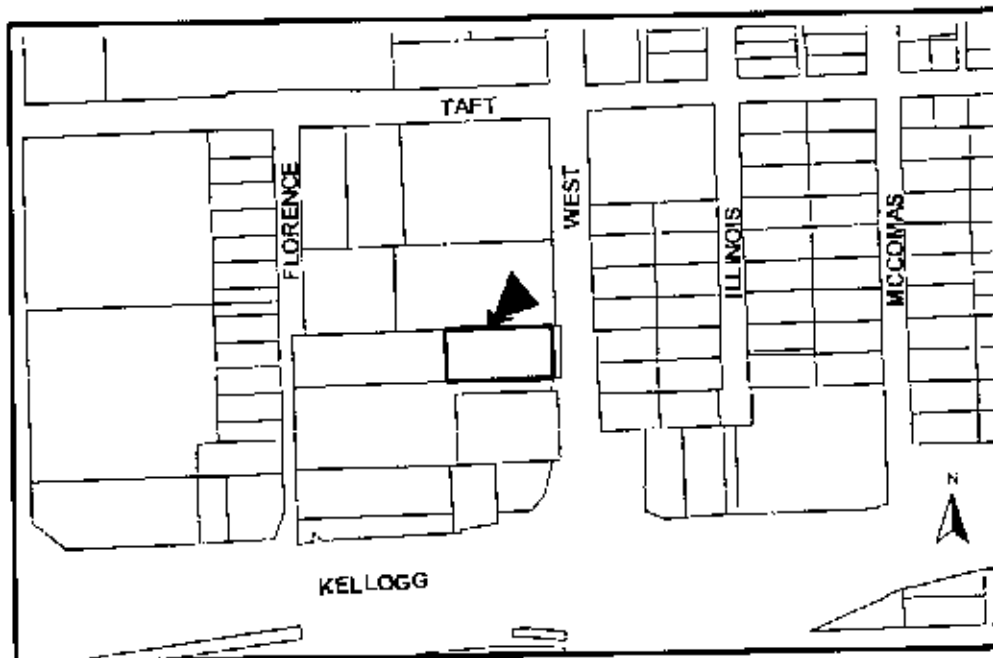 TAFT
FLORENCE
WEST
ILLINOIS
MCCOMAS
N
KELLOGG